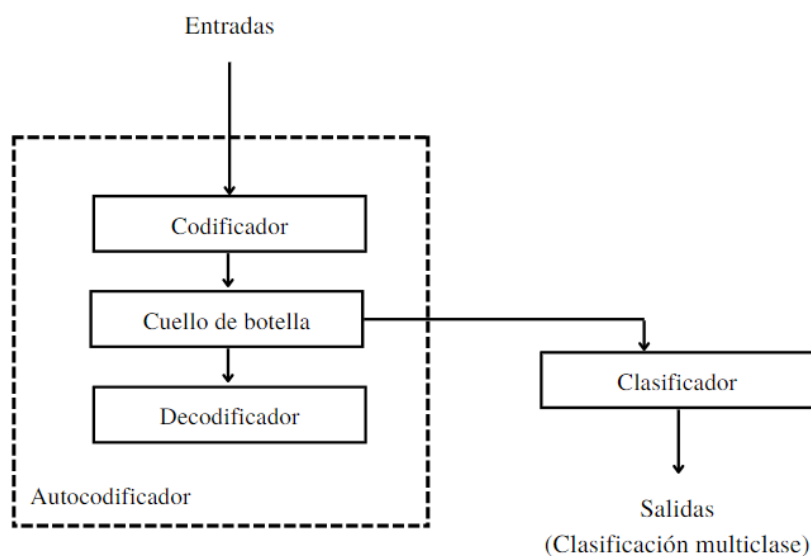 Entradas
Codificador
Cuello de botella
Decodificador
Autocodificador
Clasificador
Salidas
(Clasificación multiclase)